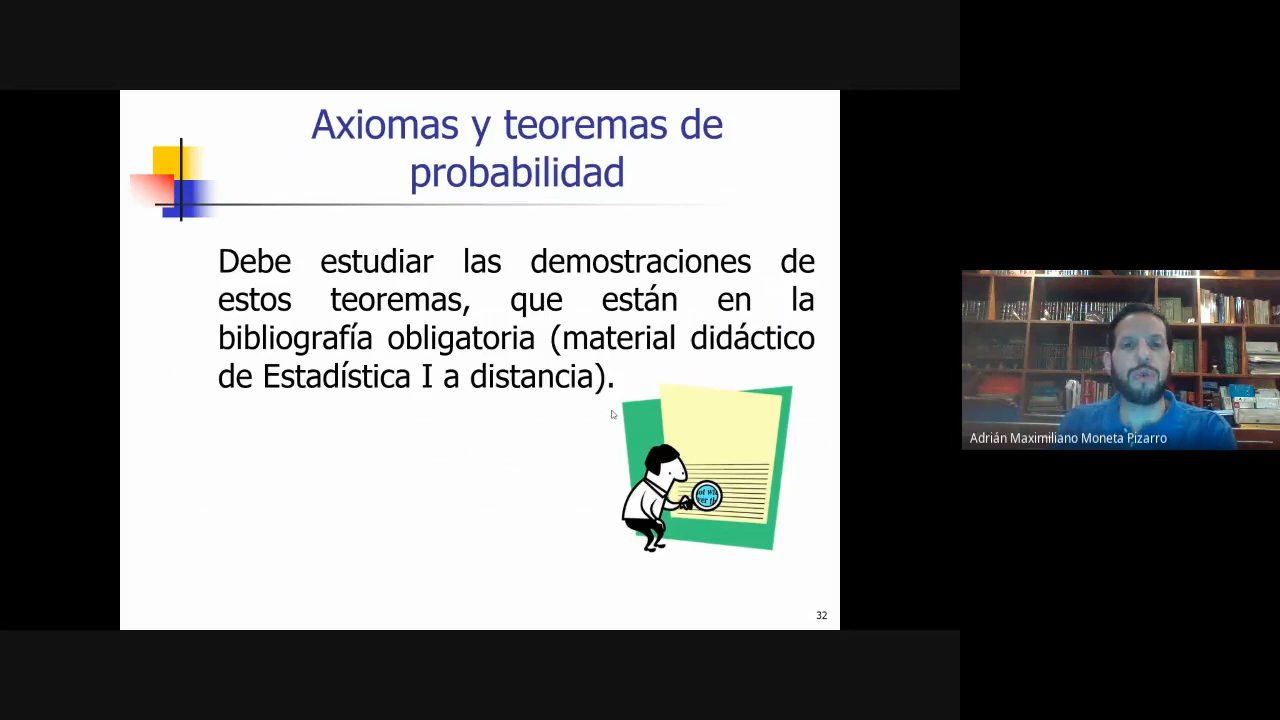 Axiomas y teoremas de
probabilidad
Debe estudiar las demostraciones de
estos teoremas, que están en la
bibliografía obligatoria (material didáctico
de Estadística I a distancia).
32
Adrián Maximiliano Moneta Pizarro